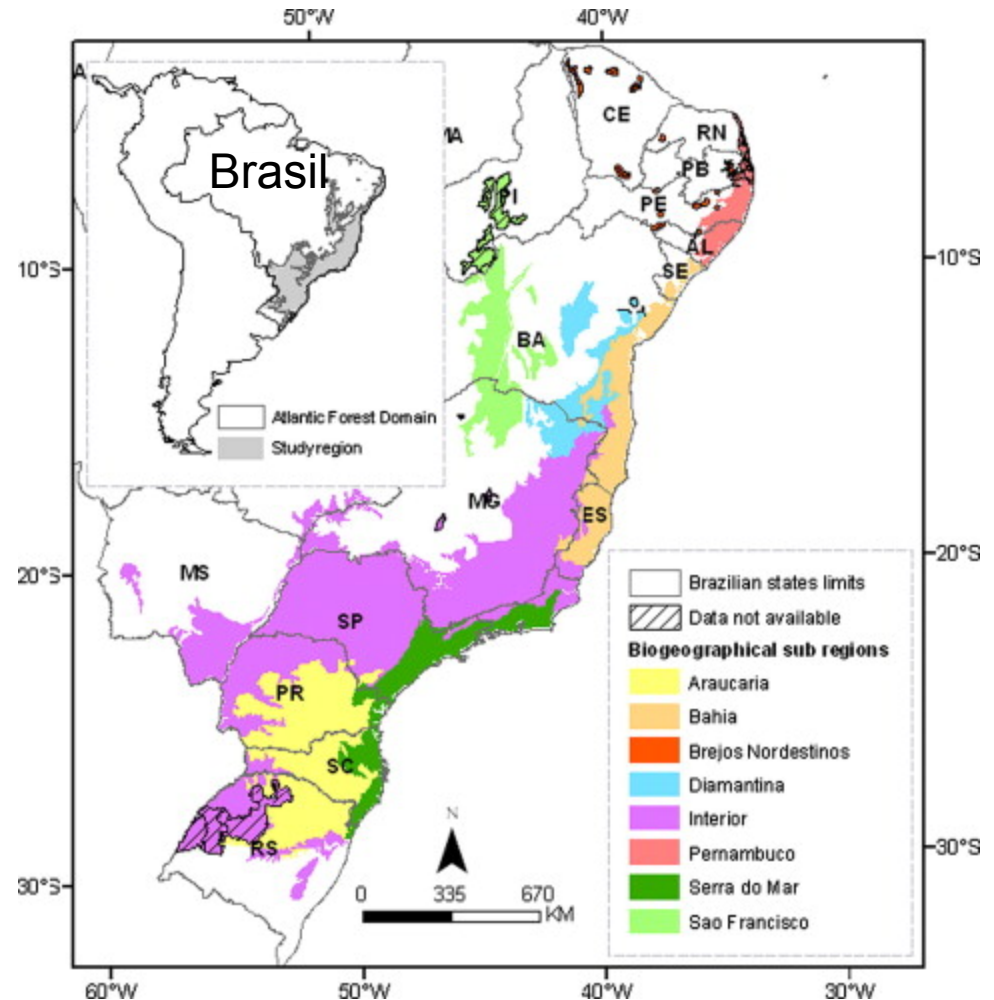 50°W
40°W
A
Brasil
Atlantic Forest Domain
Studyregion
MA
CE
RN
PB
PI
PE
AL
SE
10°S
10°S
BA
MG
ES
MS
20°S
20°S
SP
PR
SC
RS
30°S
30°S
N
0 335 670
KM
Brazilian states limits
Data not available
Biogeographical sub regions
Araucaria
Bahia
Brejos Nordestinos
Diamantina
Interior
Pernambuco
Serra do Mar
Sao Francisco
60°W
50°W
40°W
30°W